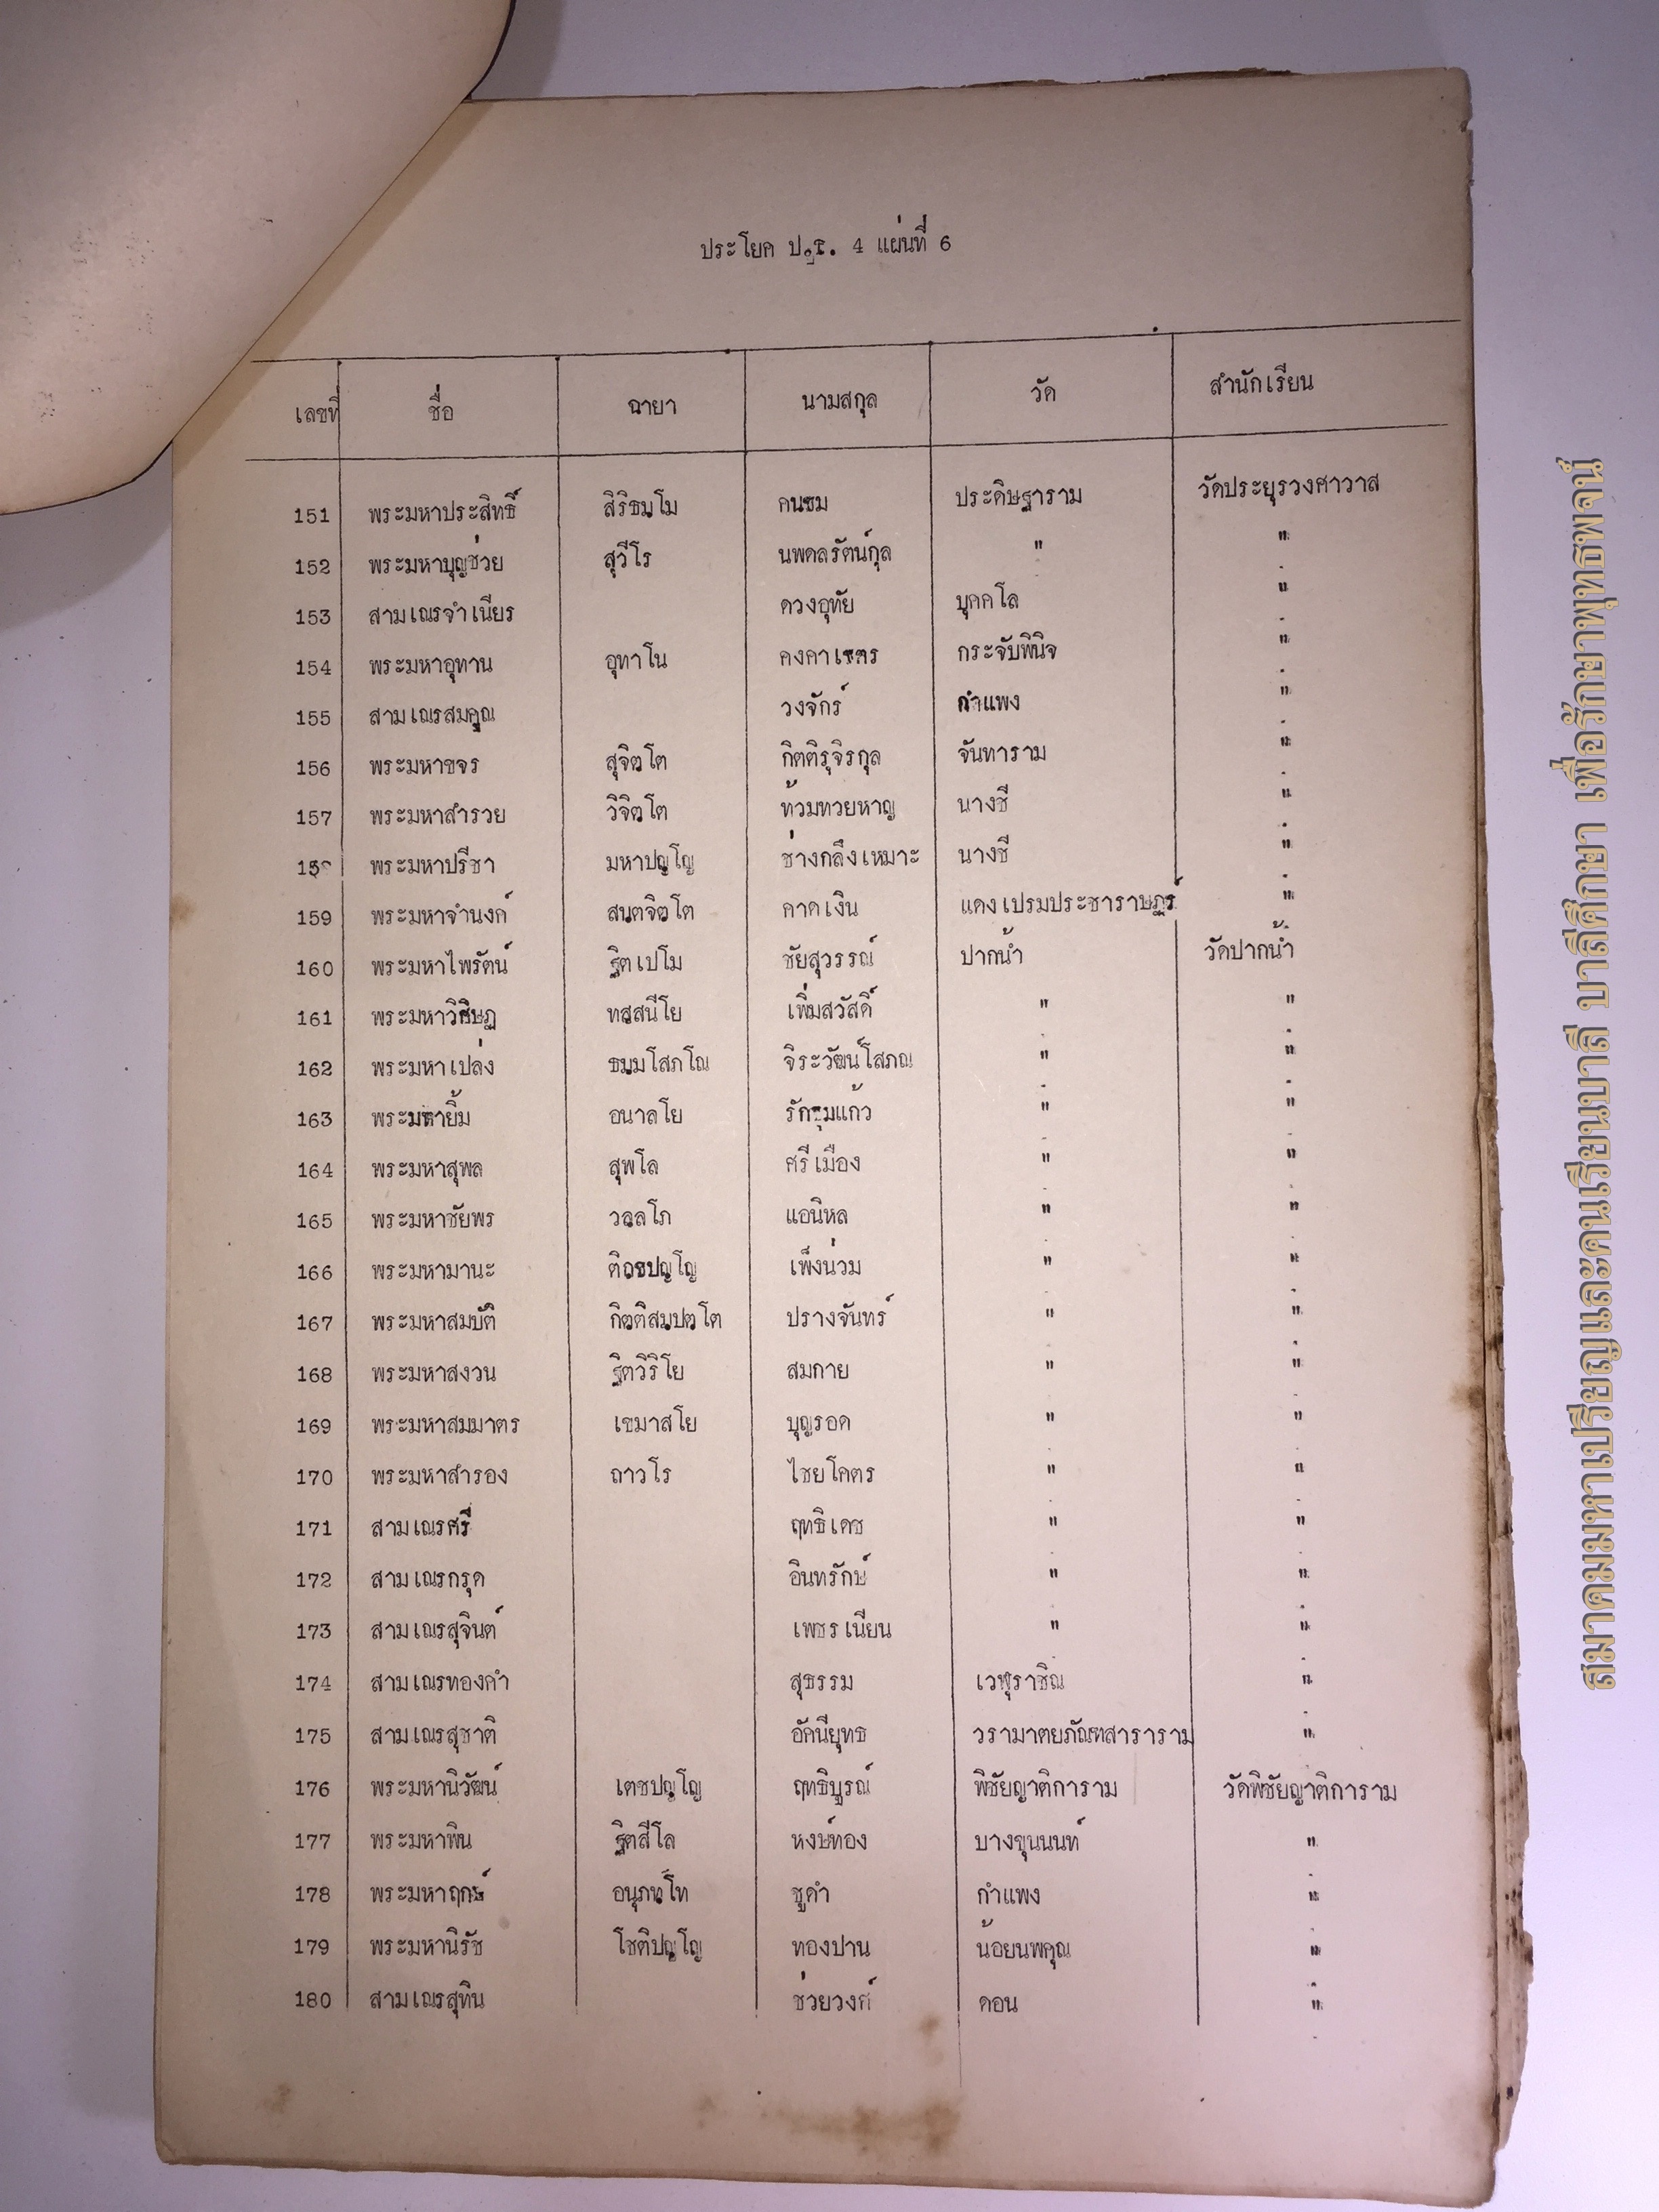 ประโยค ป.ธ. 4 แผ่นที่ 6
เลขที่ ชื่อ ฉายา นามสกุล วัด สำนักเรียน
151 พระมหาประสิทธิ์ สิริธมฺโม คนชม ประดิษฐาราม วัดประยุรวงศาวาส
152 พระมหาบุญช่วย สุวีโร นพดลรัตน์กุล " "
153 สามเณรจำเนียร ดวงอุทัย บุคคโล "
154 พระมหาอุทาน อุทาโน คงคาเขตร กระจับพินิจ "
155 สามเณรสมคูณ วงจักร์ กำแพง "
156 พระมหาขจร สุจิตฺโต กิตติรุจิรกุล จันทาราม "
157 พระมหาสำรวย วิจิตฺโต ท้วมทวยหาญ นางชี "
พระมหาปรีชา มหาปญฺโญ ช่างกลึงเหมาะ นางชี "
159 พระมหาจำนงค์ สนฺตจิตฺโต คาดเงิน แดงเปรมประชาราษฎร์ "
160 พระมหาไพรัตน์ ฐิตเปโม ชัยสุวรรณ์ ปากน้ำ วัดปากน้ำ
161 พระมหาวิศิษฏ ทสฺสนีโย เพิ่มสวัสดิ์ " "
162 พระมหาเปล่ง ธมฺมโสภโณ จิระวัฒน์โสภณ " "
163 พระมหายิ้ม อนาลโย รักชุมแก้ว " "
164 พระมหาสุพล สุพโล ศรีเมือง " "
165 พระมหาชัยพร วลฺลโภ แอนิหล " "
166 พระมหามานะ ติกฺขปญฺโญ เพ็งน่วม " "
167 พระมหาสมบัติ กิตฺติสมฺปตฺโต ปรางจันทร์ " "
168 พระมหาสงวน ฐิตวิริโย สมกาย " "
169 พระมหาสมมาตร เขมาสโย บุญรอด " "
170 พระมหาสำรอง ถาวโร ไชยโคตร " "
171 สามเณรศรี ฤทธิเดช " "
172 สามเณรกรุด อินทรักษ์ " "
173 สามเณรสุจินต์ เพชรเนียน " "
174 สามเณรทองคำ สุธรรม เวฬุราชิณ "
175 สามเณรสุชาติ อัคนียุทธ วรามาตยภัณฑสาราราม "
176 พระมหานิวัฒน์ เตชปญฺโญ ฤทธิบูรณ์ พิชัยญาติการาม วัดพิชัยญาติการาม
177 พระมหาพิน ฐิตสีโล หงษ์ทอง บางขุนนนท์ "
178 พระมหาฤกษ์ อนุภทฺโท ชูดำ กำแพง "
179 พระมหานิรัช โชติปญฺโญ ทองปาน น้อยนพคุณ "
180 สามเณรสุทิน ช่วยวงศ์ ดอน "
สมาคมมหาเปรียญและคนเรียนบาลี บาลีศึกษา เพื่อรักษาพุทธพจน์